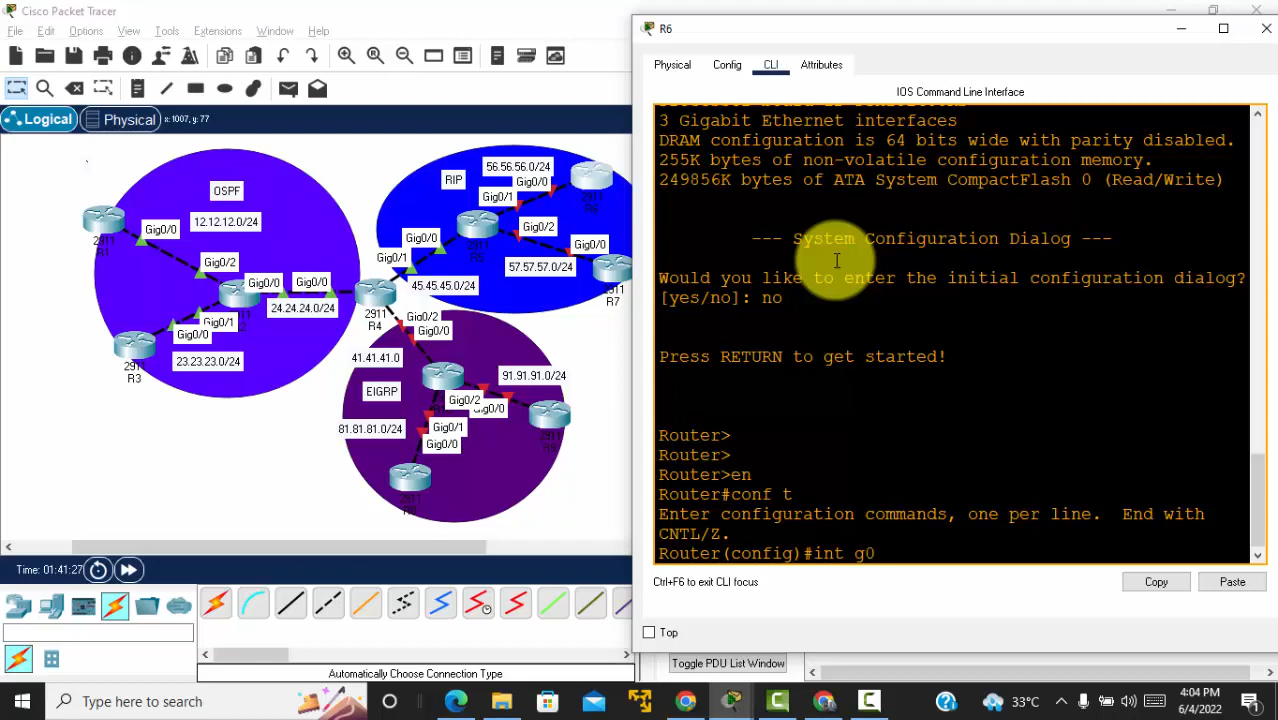 Cisco Packet Tracer
File Edit Options View Tools Extensions Window Help
Logical
Physical
x: 1007, y:77
OSPF
12.12.12.0/24
2911
R1
Gig0/0
Gig0/2
Gig0/0
Gig0/0
24.24.24.0/24
Gig0/1
Gig0/0
2911
R3
23.23.23.0/24
RIP
56.56.56.0/24
Gig0/0
Gig0/1
2911
Gig0/2
Gig0/0
R5
Gig0/0
Gig0/1
57.57.57.0/24
2911
R7
45.45.45.0/24
2911
R4
Gig0/2
Gig0/0
41.41.41.0
EIGRP
91.91.91.0/24
Gig0/2
Gig0/0
2911
81.81.81.0/24
Gig0/1
Gig0/0
2911
Time: 01:41:27
Automatically Choose Connection Type
R6
Physical Config CLI Attributes
IOS Command Line Interface
3 Gigabit Ethernet interfaces
DRAM configuration is 64 bits wide with parity disabled.
255K bytes of non-volatile configuration memory.
249856K bytes of ATA System CompactFlash 0 (Read/Write)
--- System Configuration Dialog ---
Would you like to enter the initial configuration dialog?
[yes/no]: no
Press RETURN to get started!
Router>
Router>
Router>en
Router#conf t
Enter configuration commands, one per line.  End with
CNTL/Z.
Router(config)#int g0
Ctrl+F6 to exit CLI focus
Copy
Paste
Top
Toggle PDU List Window
Type here to search
33°C
4:04 PM
6/4/2022
1